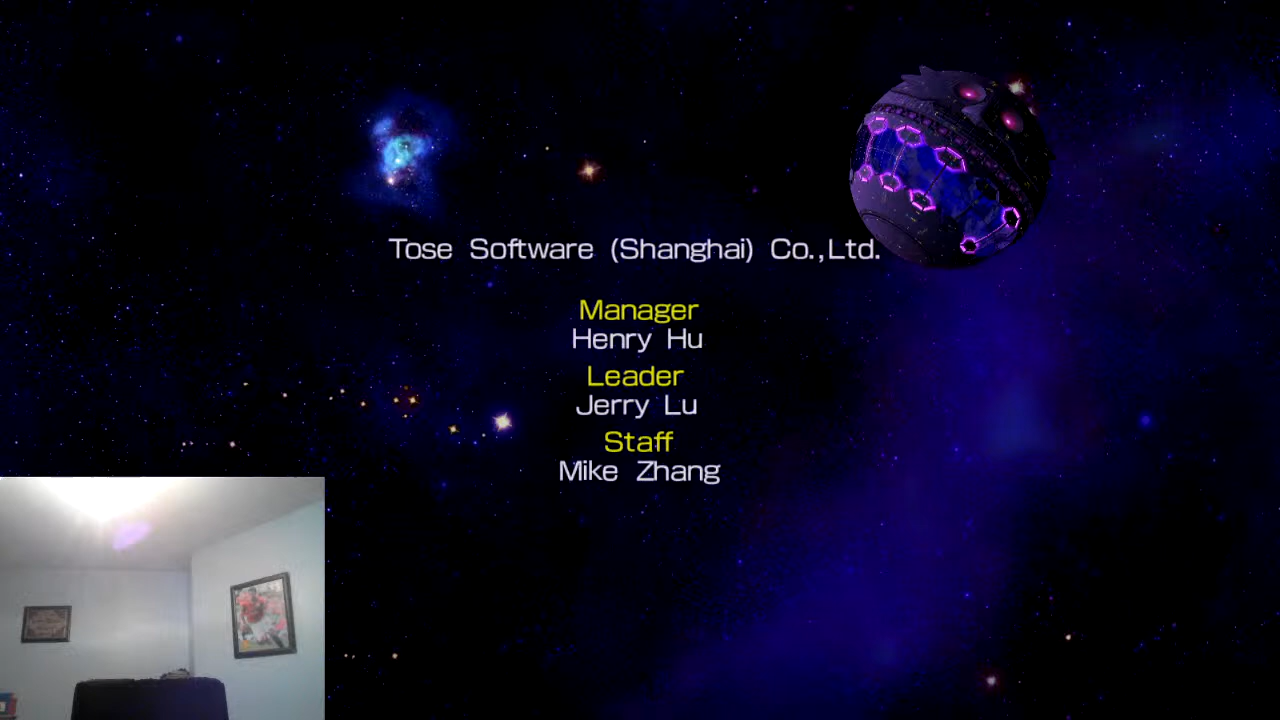 Tose Software (Shanghai) Co.,Ltd.
Manager
Henry Hu
Leader
Jerry Lu
Staff
Mike Zhang